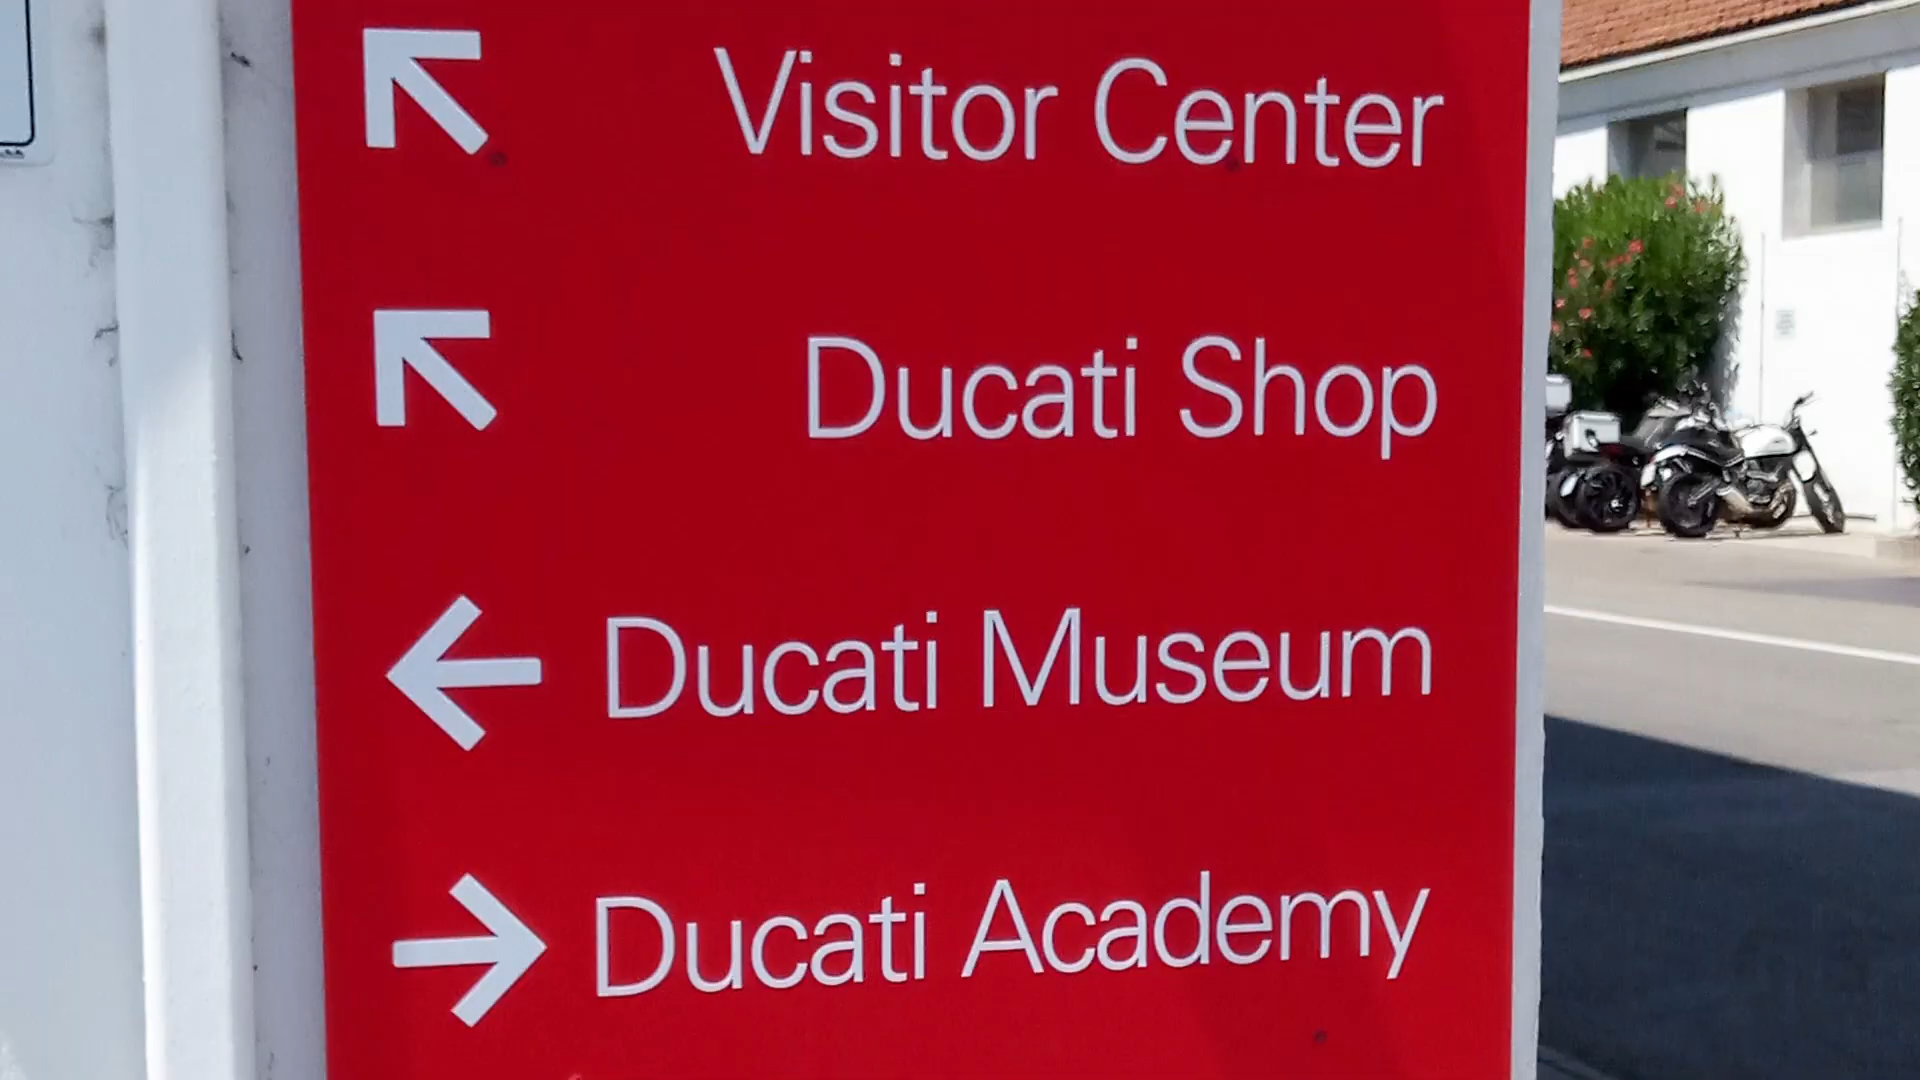 Visitor Center
Ducati Shop
Ducati Museum
Ducati Academy